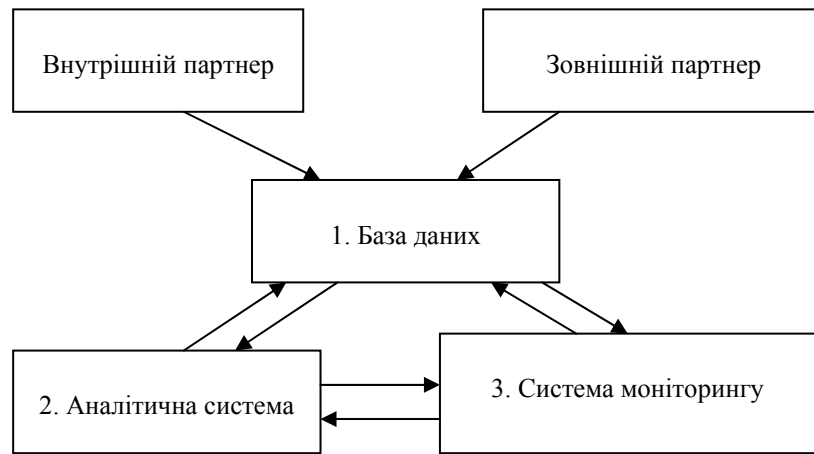 Внутрішній партнер
Зовнішній партнер
1. База даних
2. Аналітична система
3. Система моніторингу